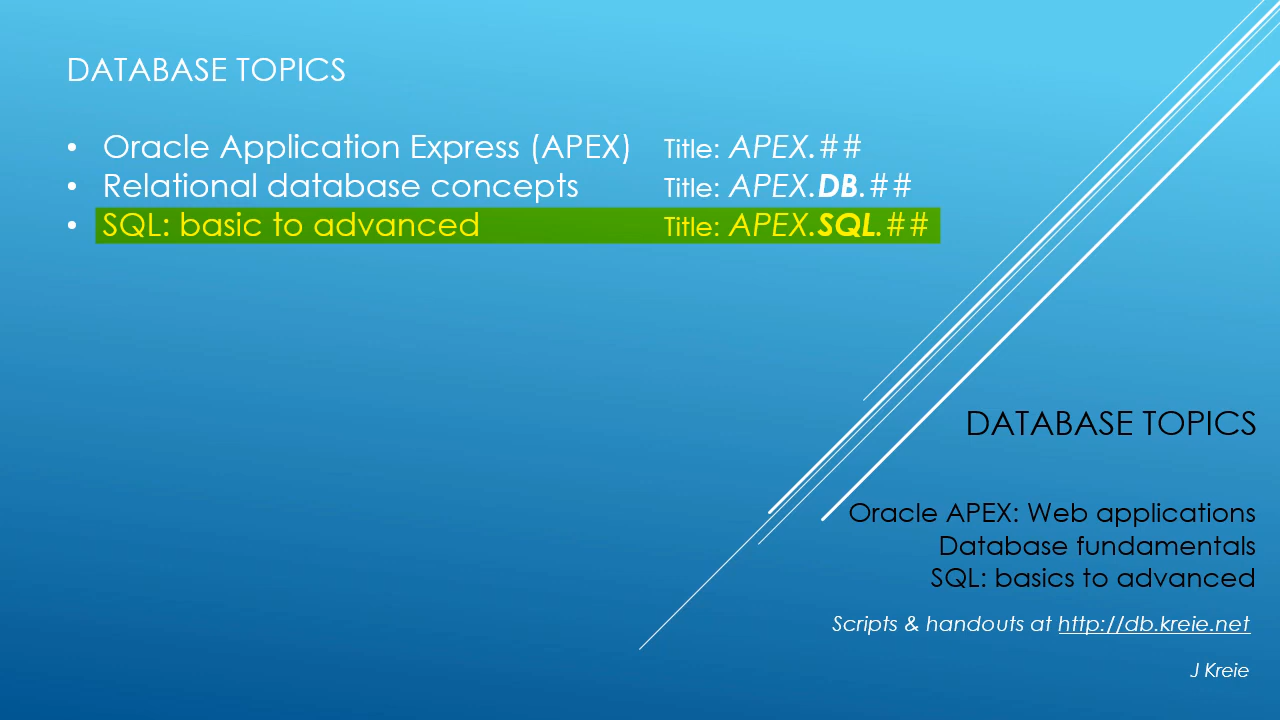 DATABASE TOPICS
• Oracle Application Express (APEX) Title: APEX.##
• Relational database concepts Title: APEX.DB.##
• SQL: basic to advanced Title: APEX.SQL.##
DATABASE TOPICS
Oracle APEX: Web applications
Database fundamentals
SQL: basics to advanced
Scripts & handouts at http://db.kreie.net
J Kreie